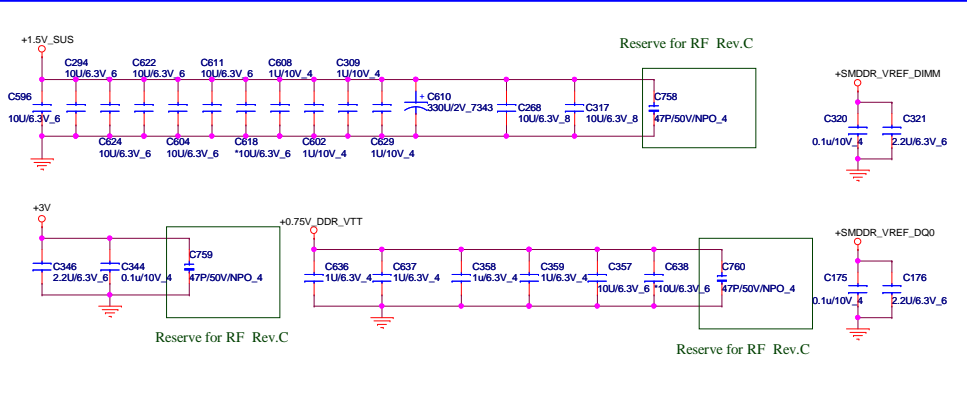 +1.5V_SUS
C596
10U/6.3V_6
C294
10U/6.3V_6
C624
10U/6.3V_6
C622
10U/6.3V_6
C604
10U/6.3V_6
C611
10U/6.3V_6
C618
*10U/6.3V_6
C608
1U/10V_4
C602
1U/10V_4
C309
1U/10V_4
C629
1U/10V_4
+
C610
330U/2V_7343
C268
10U/6.3V_8
C317
10U/6.3V_8
Reserve for RF Rev.C
C758
47P/50V/NPO_4
+SMDDR_VREF_DIMM
C320
0.1u/10V_4
C321
2.2U/6.3V_6
+3V
C346
2.2U/6.3V_6
C344
0.1u/10V_4
C759
47P/50V/NPO_4
Reserve for RF Rev.C
+0.75V_DDR_VTT
C636
1U/6.3V_4
C637
1U/6.3V_4
C358
1u/6.3V_4
C359
1U/6.3V_4
C357
10U/6.3V_6
C638
*10U/6.3V_6
C760
47P/50V/NPO_4
Reserve for RF Rev.C
+SMDDR_VREF_DQ0
C175
0.1u/10V_4
C176
2.2U/6.3V_6